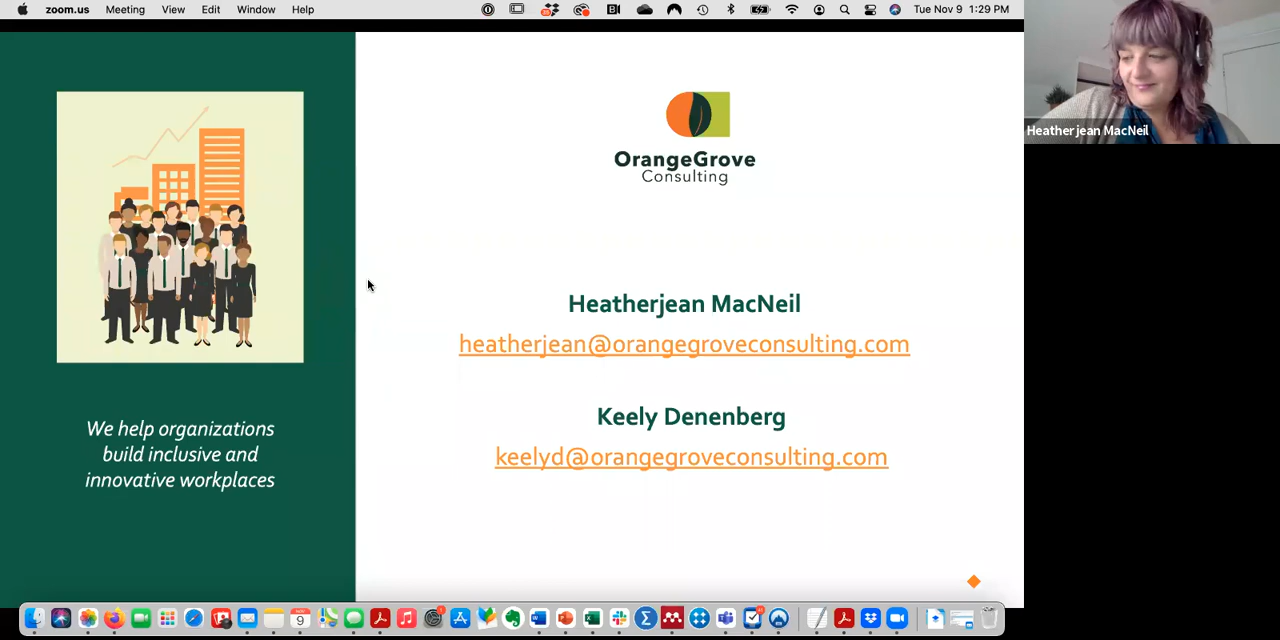 zoom.us Meeting View Edit Window Help Tue Nov 9 1:29 PM
OrangeGrove
Consulting
Heatherjean MacNeil
Heatherjean MacNeil
heatherjean@orangegroveconsulting.com
Keely Denenberg
keelyd@orangegroveconsulting.com
We help organizations
build inclusive and
innovative workplaces
9